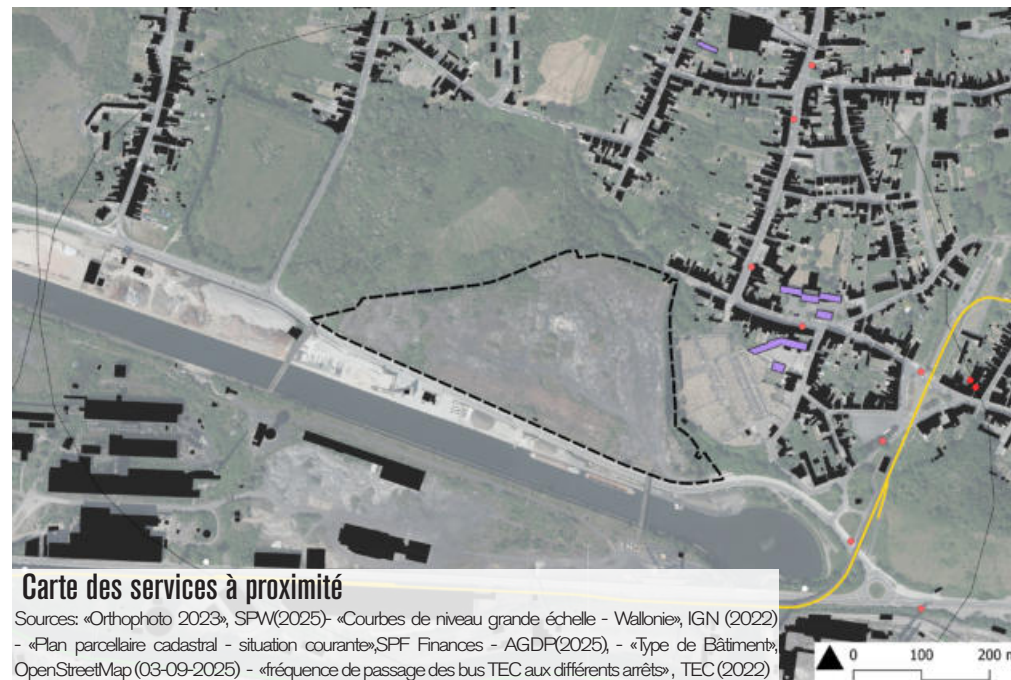 Carte des services à proximité
Sources: «Orthophoto 2023», SPW(2025)- «Courbes de niveau grande échelle - Wallonie», IGN (2022)
- «Plan parcellaire cadastral - situation courante»,SPF Finances - AGDP(2025), - «Type de Bâtiment»,
OpenStreetMap (03-09-2025) - «fréquence de passage des bus TEC aux différents arrêts» , TEC (2022)
0 100 200 m